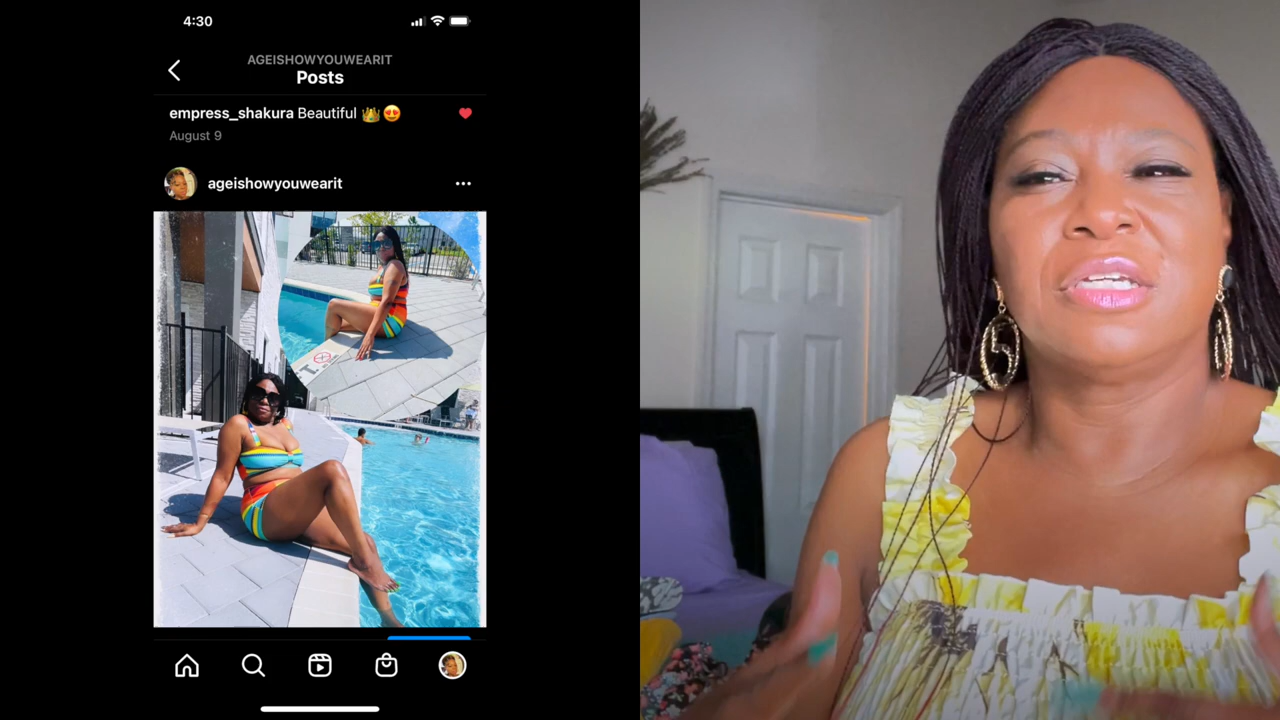 4:30
AGEISHOWYOUWEARIT
Posts
empress_shakura Beautiful 👑😍
August 9
ageishowyouwearit